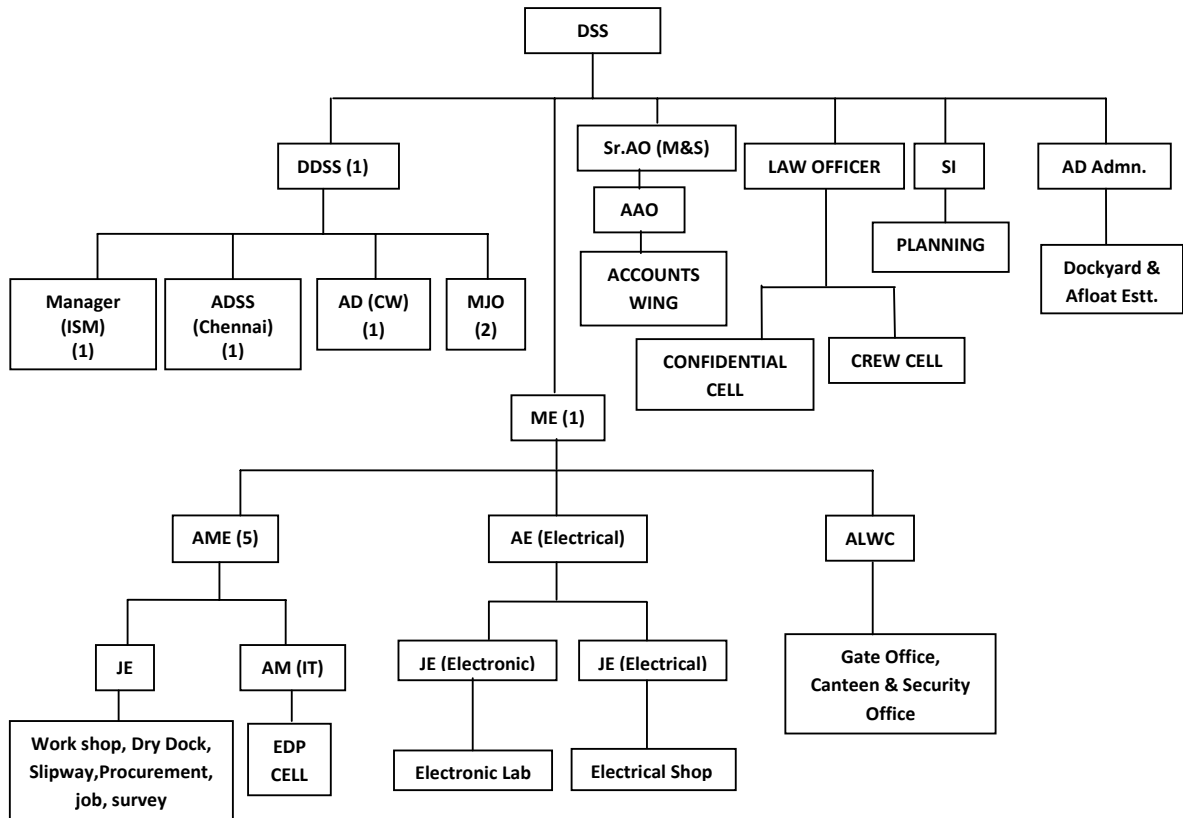 DSS
DDSS (1)
Sr.AO (M&S)
LAW OFFICER
SI
AD Admn.
AAO
PLANNING
ACCOUNTS
WING
Dockyard &
Afloat Estt.
Manager
(ISM)
(1)
ADSS
(Chennai)
(1)
AD (CW)
(1)
MJO
(2)
CONFIDENTIAL
CELL
CREW CELL
ME (1)
AME (5)
AE (Electrical)
ALWC
JE
AM (IT)
JE (Electronic)
JE (Electrical)
Gate Office,
Canteen & Security
Office
Work shop, Dry Dock,
Slipway,Procurement,
job, survey
EDP
CELL
Electronic Lab
Electrical Shop